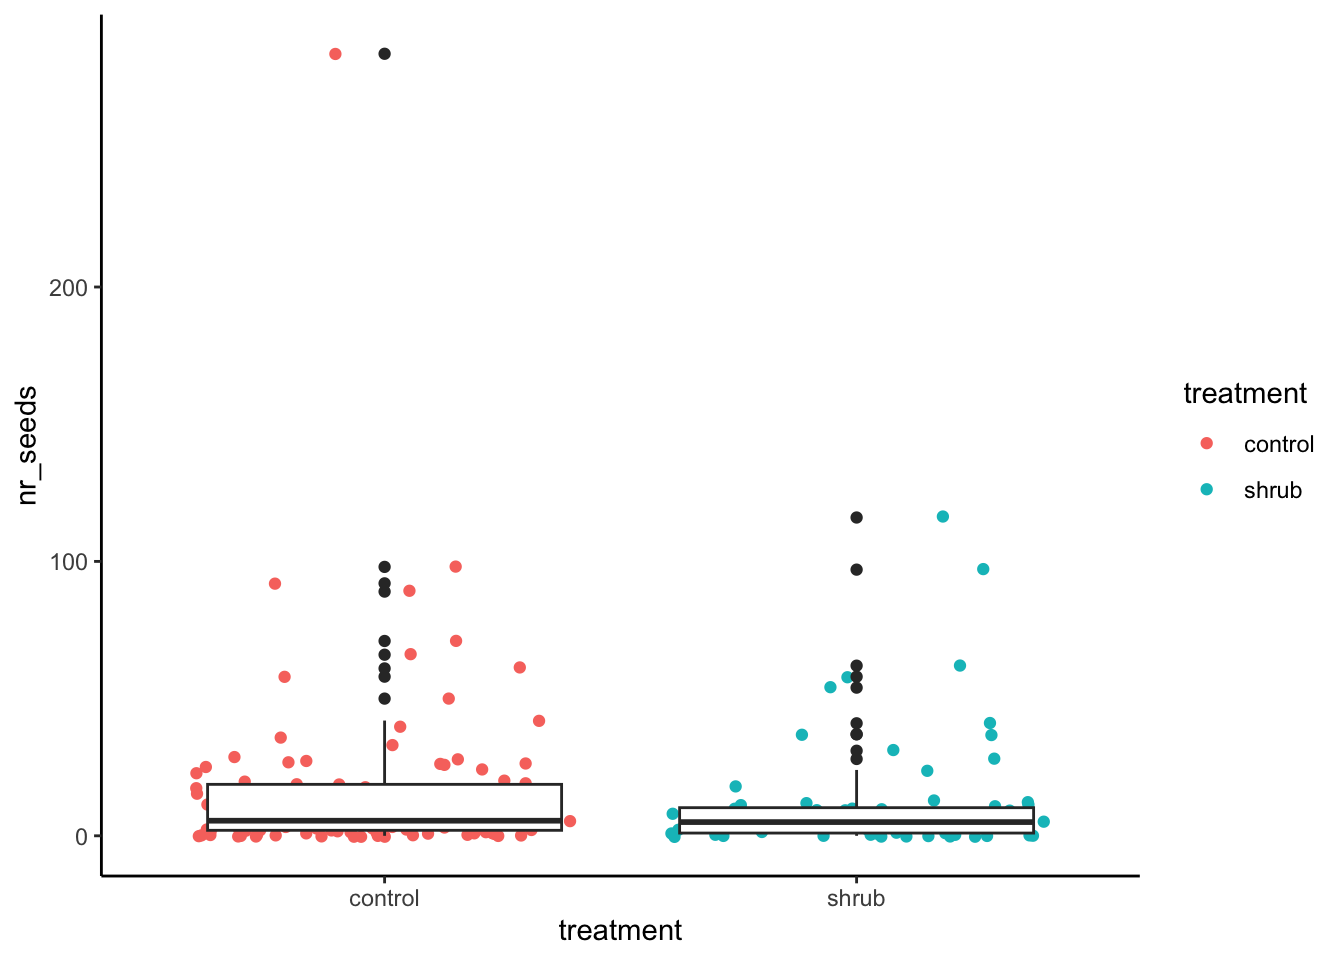 nr_seeds
200
100
0
control
shrub
treatment
treatment
control
shrub